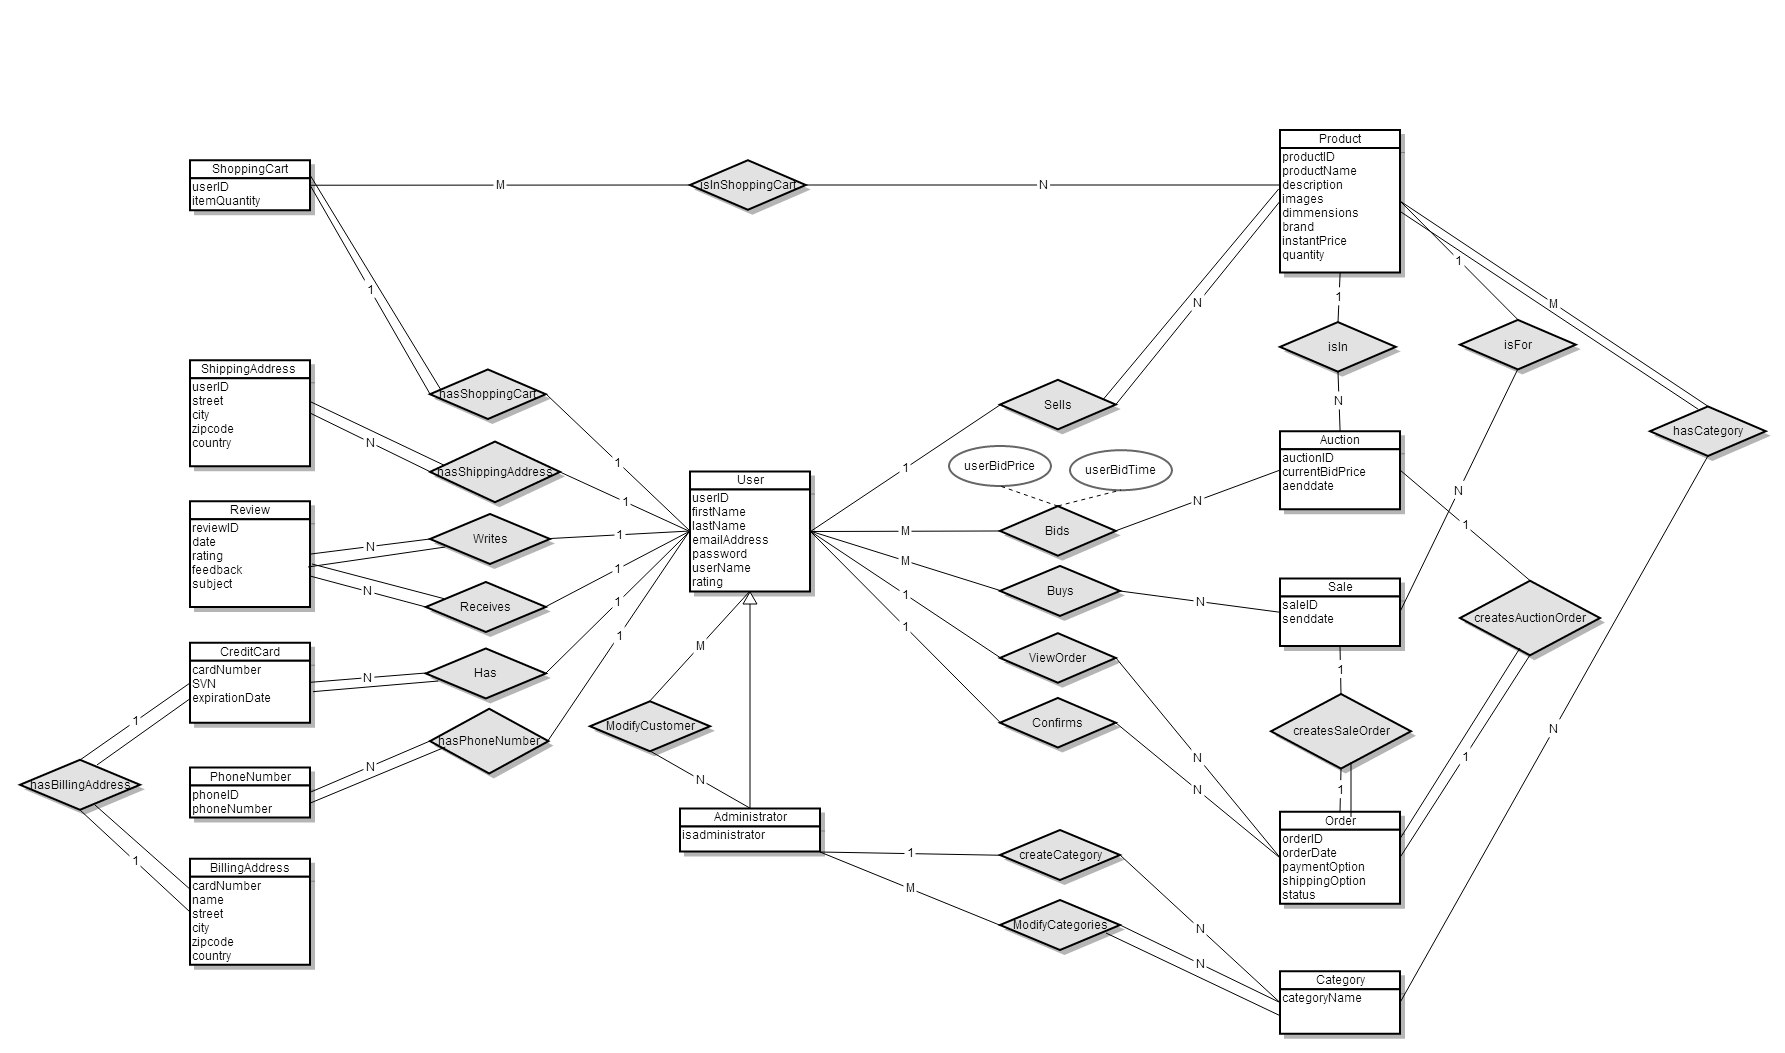 Product
productID
productName
description
images
dimmensions
brand
instantPrice
quantity
ShoppingCart
userID
itemQuantity
M
isInShoppingCart
N
1
hasShoppingCart
1
ShippingAddress
userID
street
city
zipcode
country
N
hasShippingAddress
1
Review
reviewID
date
rating
feedback
subject
N
Writes
1
N
Receives
1
CreditCard
cardNumber
SVN
expirationDate
N
Has
1
PhoneNumber
phoneID
phoneNumber
N
hasPhoneNumber
1
1
hasBillingAddress
1
BillingAddress
cardNumber
name
street
city
zipcode
country
User
userID
firstName
lastName
emailAddress
password
userName
rating
M
ModifyCustomer
N
Administrator
isadministrator
1
Sells
N
userBidPrice
userBidTime
M
Bids
N
M
Buys
N
1
ViewOrder
N
1
Confirms
N
1
createCategory
N
M
ModifyCategories
N
1
isIn
N
1
isFor
N
M
hasCategory
N
Auction
auctionID
currentBidPrice
aenddate
1
createsAuctionOrder
1
Sale
saleID
senddate
1
createsSaleOrder
1
Order
orderID
orderDate
paymentOption
shippingOption
status
Category
categoryName